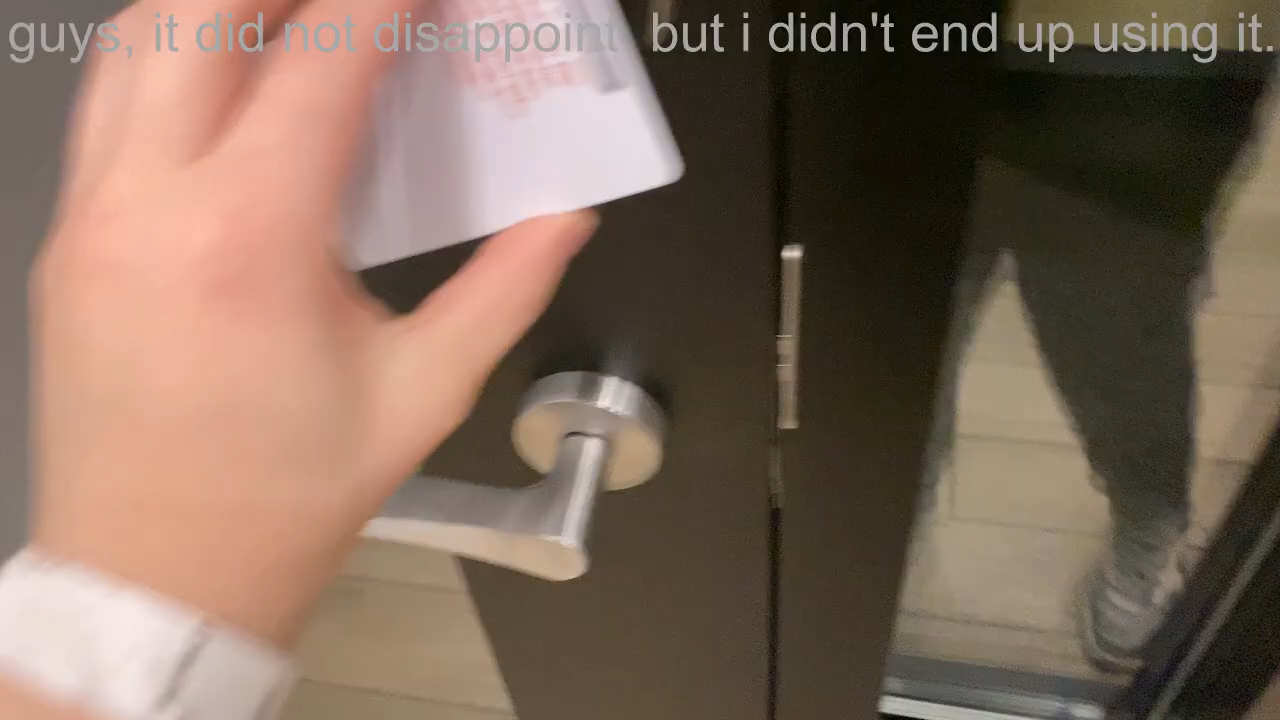 guys, it did not disappoint but i didn't end up using it.